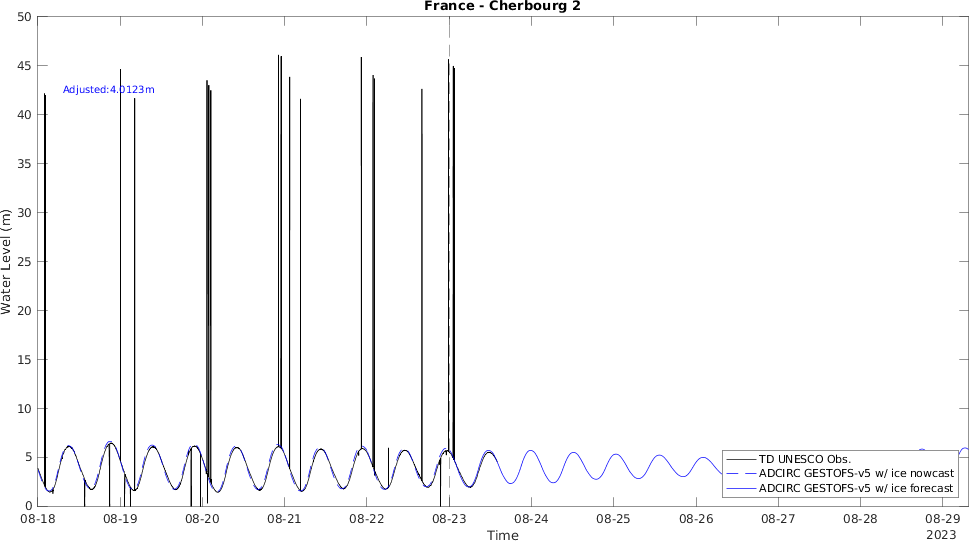 France - Cherbourg 2
50
45
40
35
30
25
20
15
10
5
0
Water Level (m)
Adjusted:4.0123m
TD UNESCO Obs.
ADCIRC GESTOFS-v5 w/ ice nowcast
ADCIRC GESTOFS-v5 w/ ice forecast
08-18 08-19 08-20 08-21 08-22 08-23 08-24 08-25 08-26 08-27 08-28 08-29
2023
Time